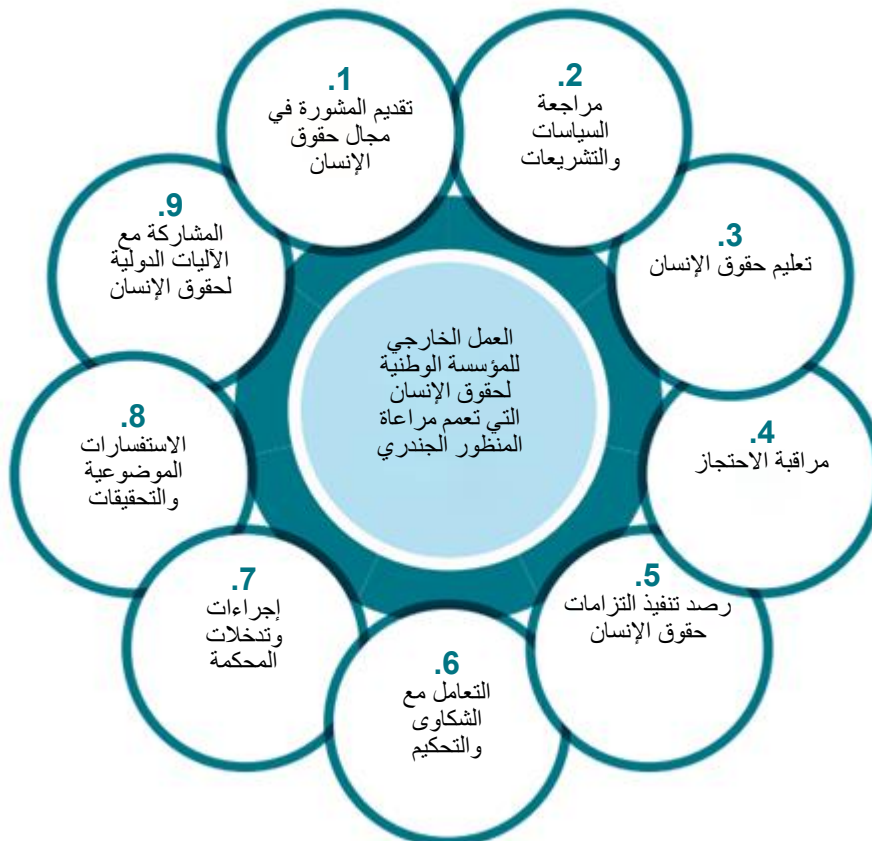 .1
تقديم المشورة في
مجال حقوق
الإنسان
.2
مراجعة
السياسات
والتشريعات
.3
تعليم حقوق الإنسان
.4
مراقبة الاحتجاز
.5
رصد تنفيذ التزامات
حقوق الإنسان
.6
التعامل مع
الشكاوى
والتحكيم
.7
إجراءات
وتدخلات
المحكمة
.8
الاستفسارات
الموضوعية
والتحقيقات
.9
المشاركة مع
الآليات الدولية
لحقوق الإنسان
العمل الخارجي
للمؤسسة الوطنية
لحقوق الإنسان
التي تعمم مراعاة
المنظور الجندري